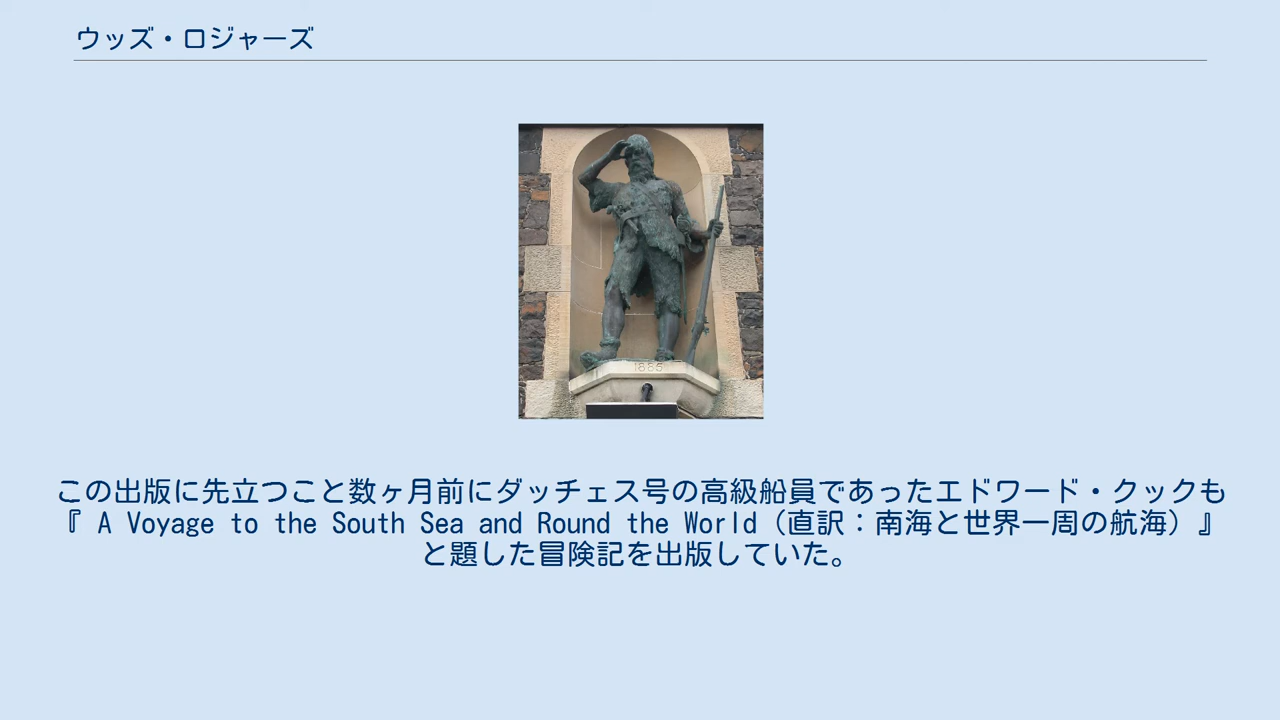 ウッズ・ロジャーズ
1885
この出版に先立つこと数ヶ月前にダッチェス号の高級船員であったエドワード・クックも
『 A Voyage to the South Sea and Round the World（直訳：南海と世界一周の航海）』
と題した冒険記を出版していた。